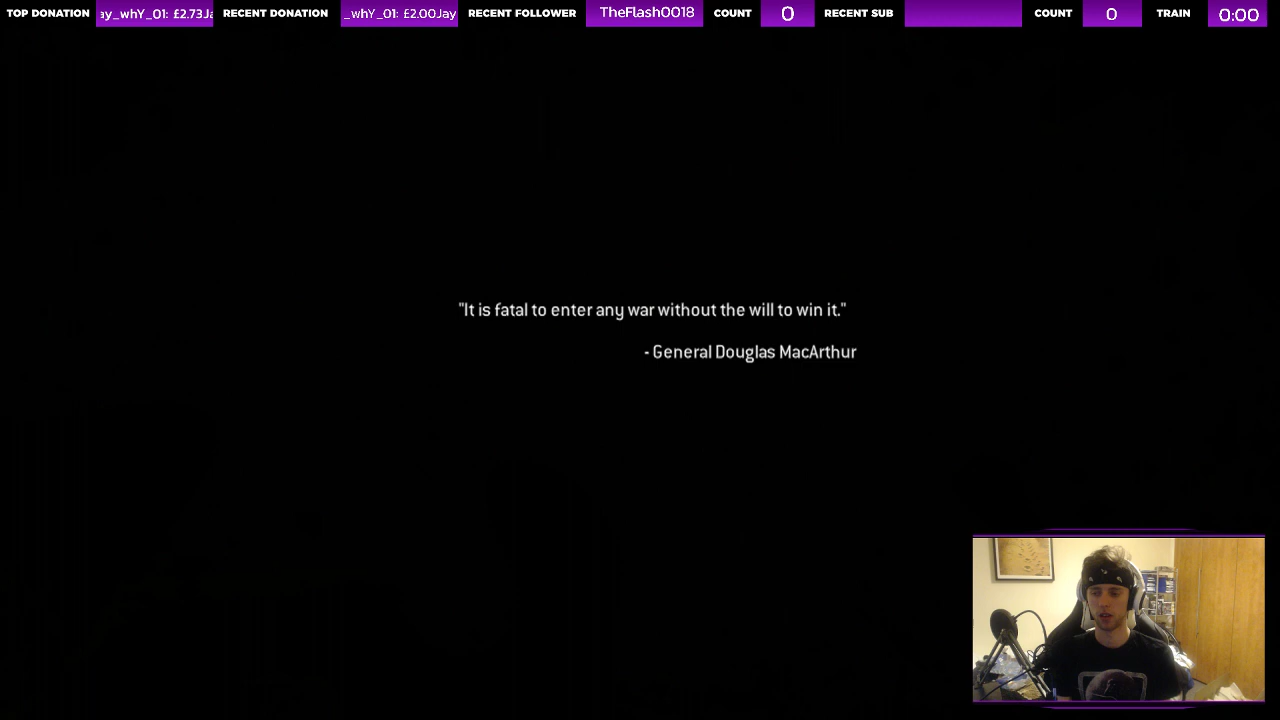 TOP DONATION ay_whY_01: £2.73Ja RECENT DONATION _whY_01: £2.00Jay RECENT FOLLOWER TheFlash0018 COUNT 0 RECENT SUB COUNT 0 TRAIN 0:00
"It is fatal to enter any war without the will to win it."
- General Douglas MacArthur